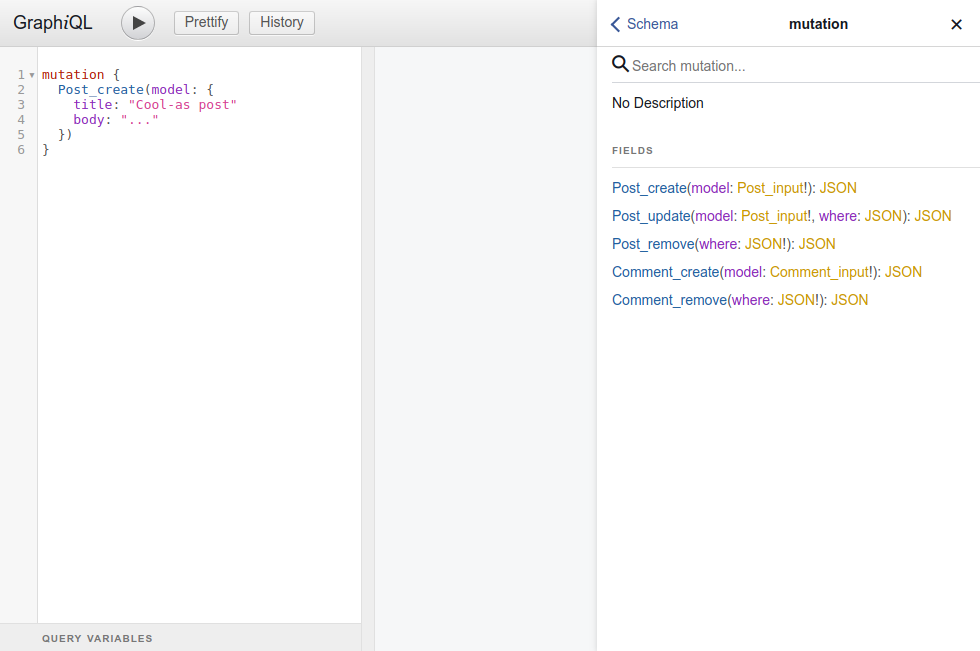 GraphiQL
Prettify
History
1 mutation {
2   Post_create(model: {
3     title: "Cool-as post"
4     body: "..."
5   })
6 }
QUERY VARIABLES
Schema
mutation
Search mutation...
No Description
FIELDS
Post_create(model: Post_input!): JSON
Post_update(model: Post_input!, where: JSON): JSON
Post_remove(where: JSON!): JSON
Comment_create(model: Comment_input!): JSON
Comment_remove(where: JSON!): JSON